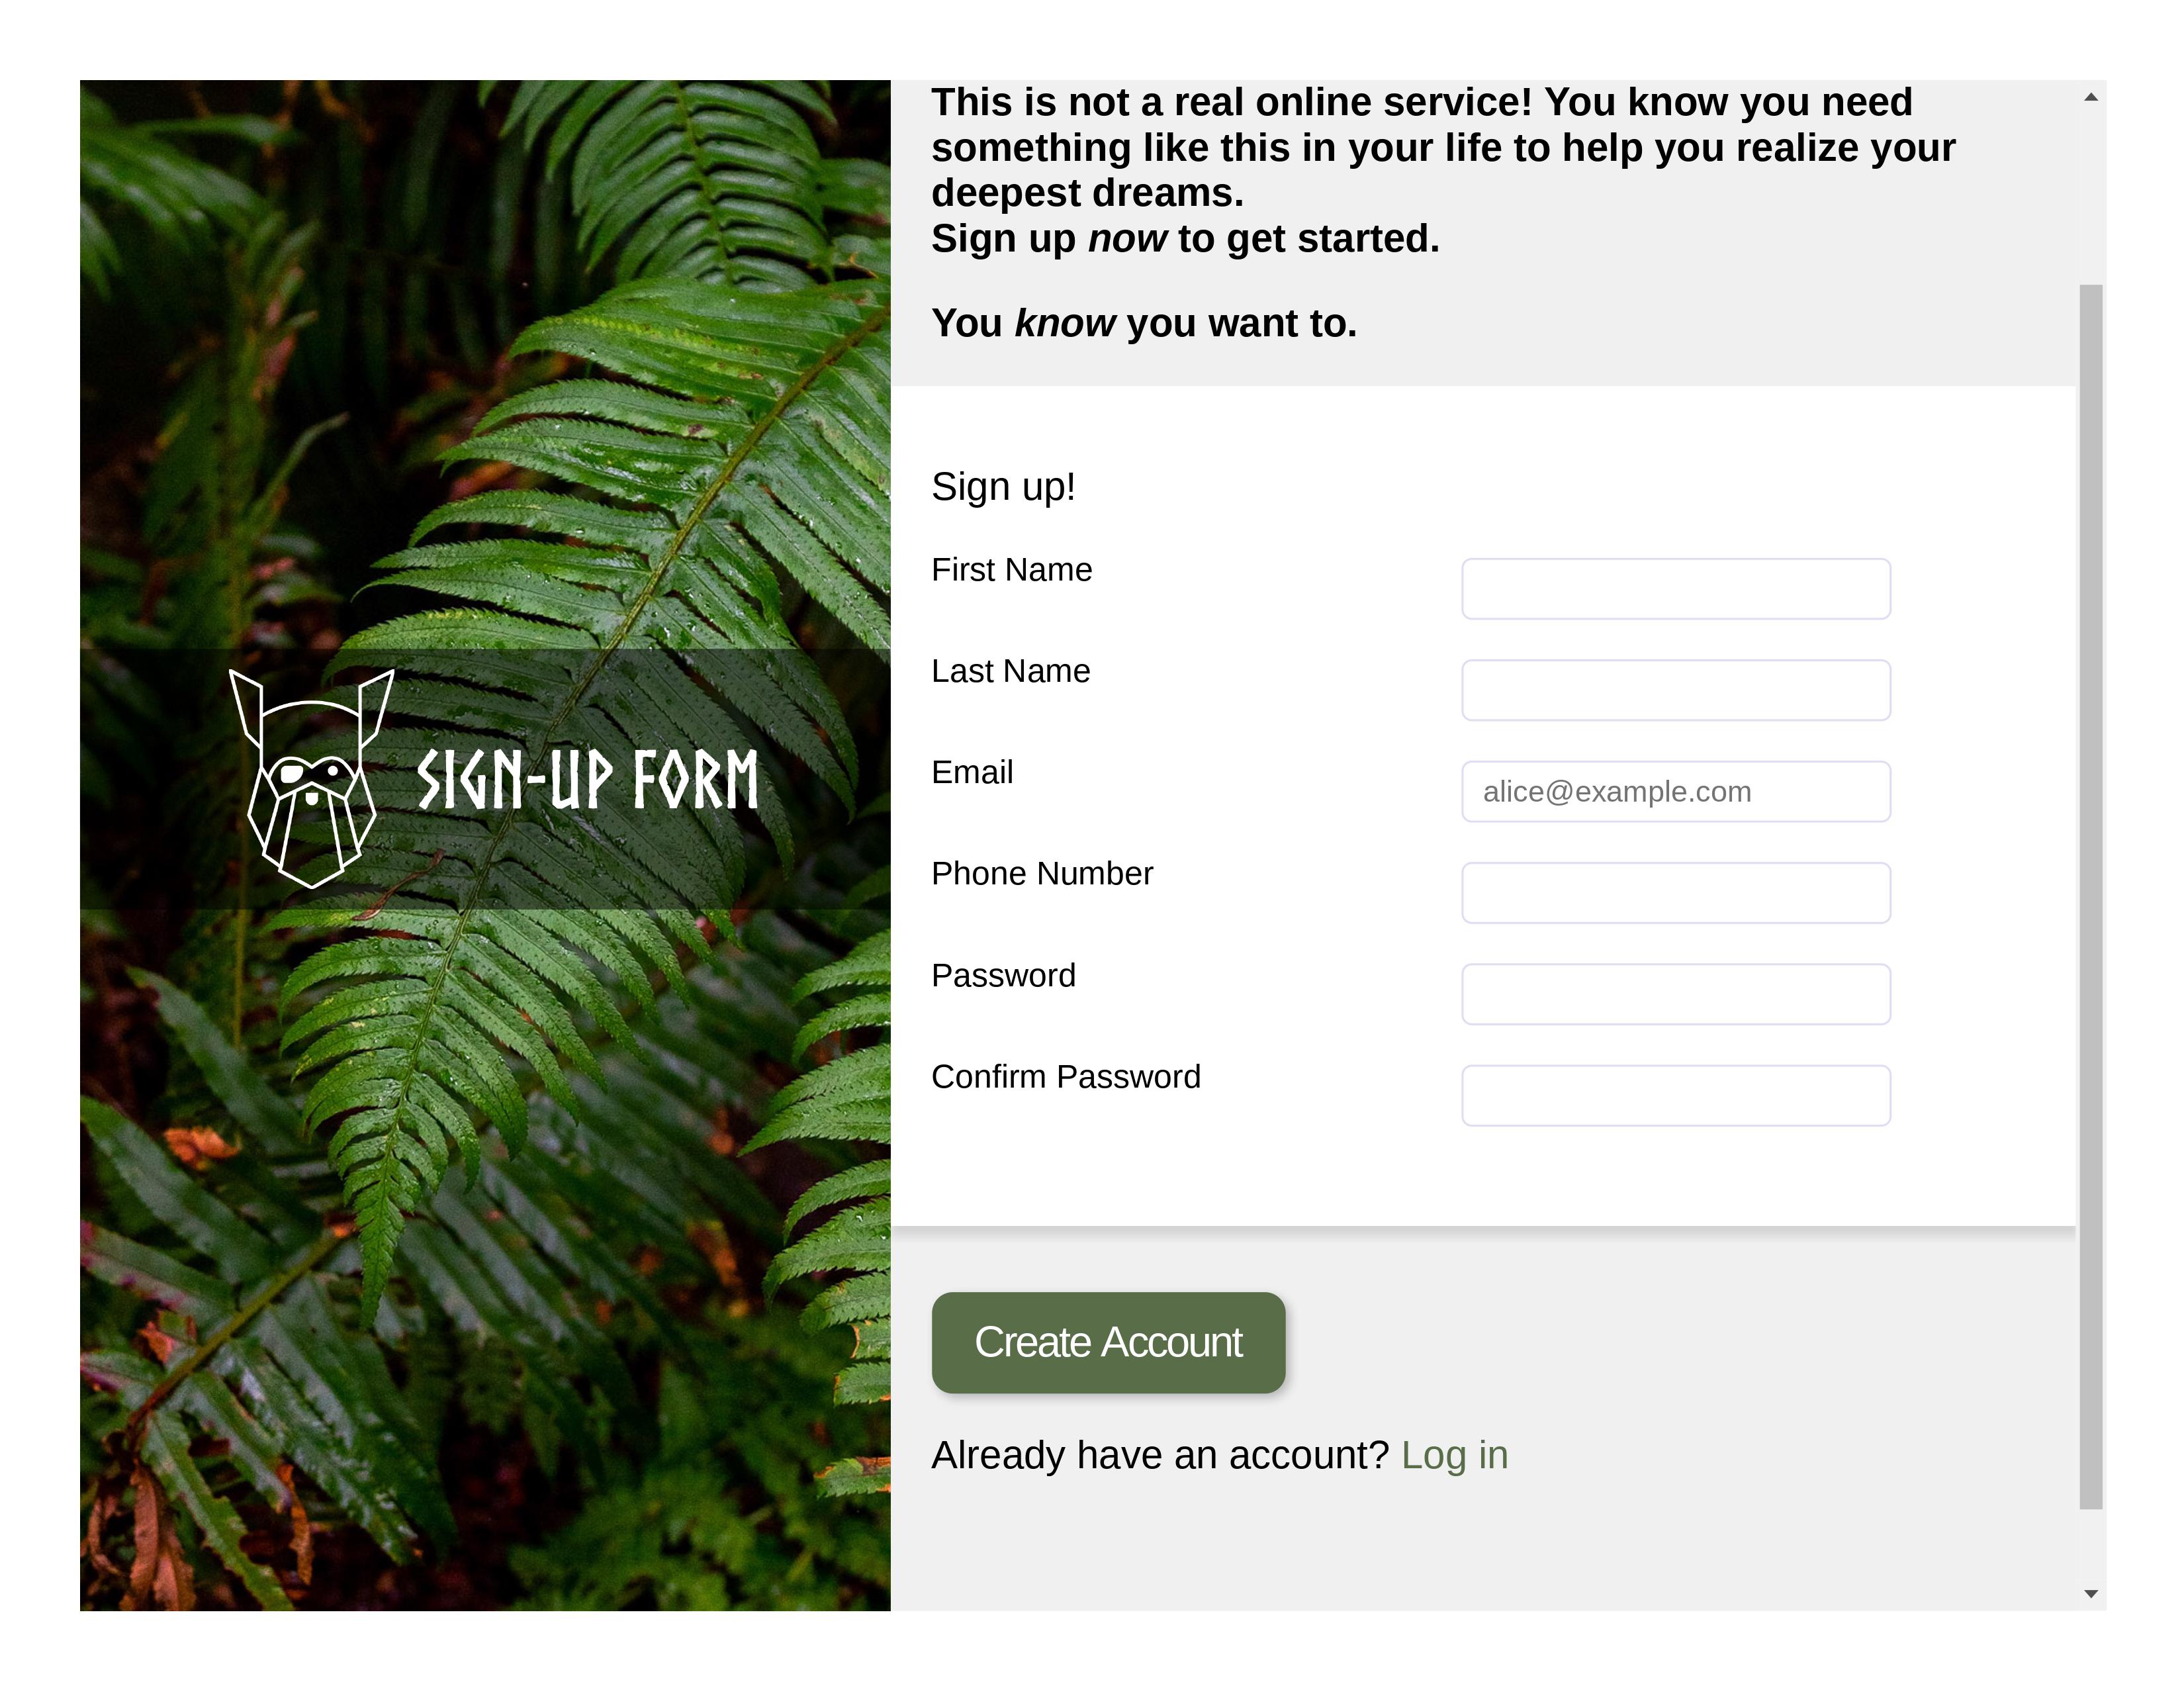 This is not a real online service! You know you need
something like this in your life to help you realize your
deepest dreams.
Sign up now to get started.
You know you want to.
SIGN-UP FORM
Sign up!
First Name
Last Name
Email
alice@example.com
Phone Number
Password
Confirm Password
Create Account
Already have an account? Log in